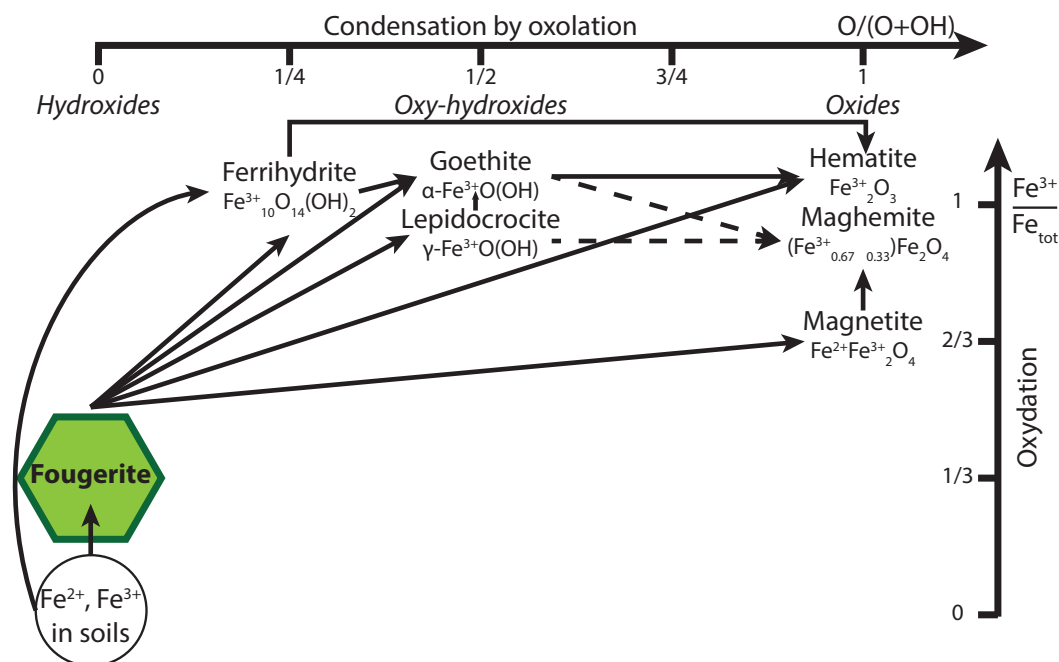 Condensation by oxolation O/(O+OH)
0 1/4 1/2 3/4 1
Hydroxides Oxy-hydroxides Oxides
Ferrihydrite
Fe³⁺₁₀O₁₄(OH)₂
Goethite
α-Fe³⁺O(OH)
Lepidocrocite
γ-Fe³⁺O(OH)
Hematite
Fe³⁺₂O₃
Maghemite
(Fe³⁺₀.₆₇ ₀.₃₃)Fe₂O₄
Magnetite
Fe²⁺Fe³⁺₂O₄
Fe³⁺
Fetot
1
2/3
1/3
0
Oxydation
Fougerite
Fe²⁺, Fe³⁺
in soils